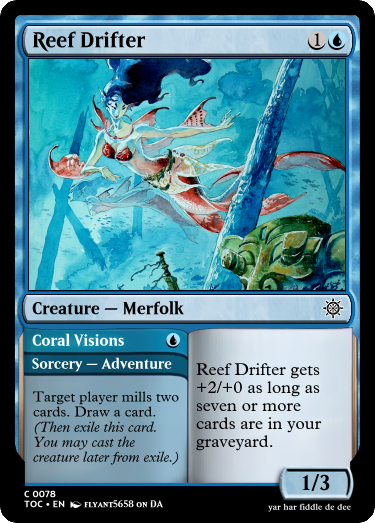 Reef Drifter 1
Creature — Merfolk
Coral Visions
Sorcery — Adventure
Target player mills two
cards. Draw a card.
(Then exile this card.
You may cast the
creature later from exile.)
Reef Drifter gets
+2/+0 as long as
seven or more
cards are in your
graveyard.
1/3
C 0078
TOC • EN FLYANT5658 ON DA
yar har fiddle de dee